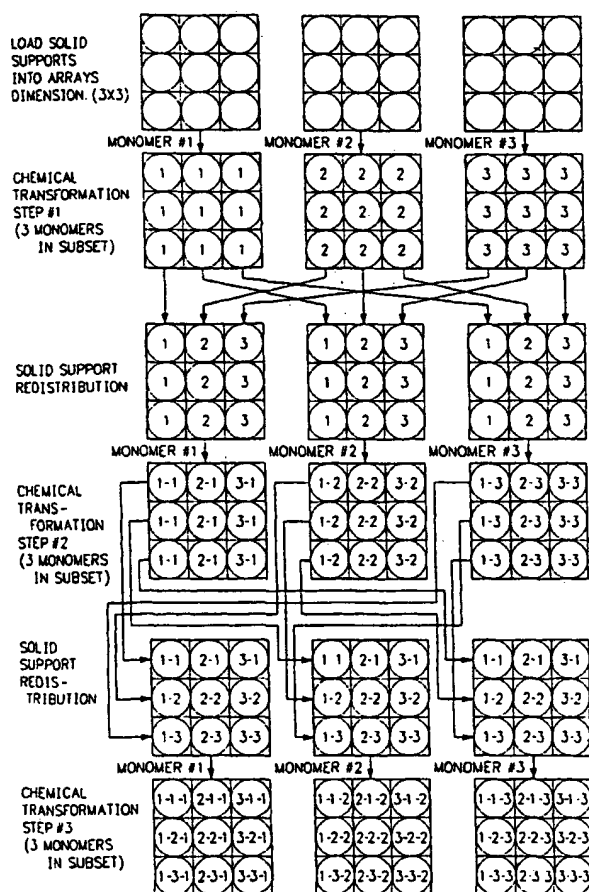 LOAD SOLID
SUPPORTS
INTO ARRAYS
DIMENSION. (3X3)
MONOMER #1 MONOMER #2 MONOMER #3
CHEMICAL
TRANSFORMATION
STEP #1
(3 MONOMERS
IN SUBSET)
1 1 1 2 2 2 3 3 3
1 1 1 2 2 2 3 3 3
1 1 1 2 2 2 3 3 3
SOLID SUPPORT
REDISTRIBUTION
1 2 3 1 2 3 1 2 3
1 2 3 1 2 3 1 2 3
1 2 3 1 2 3 1 2 3
MONOMER #1 MONOMER #2 MONOMER #3
CHEMICAL
TRANS-
FORMATION
STEP #2
(3 MONOMERS
IN SUBSET)
1-1 2-1 3-1 1-2 2-2 3-2 1-3 2-3 3-3
1-1 2-1 3-1 1-2 2-2 3-2 1-3 2-3 3-3
1-1 2-1 3-1 1-2 2-2 3-2 1-3 2-3 3-3
SOLID
SUPPORT
REDIS-
TRIBUTION
1-1 2-1 3-1 1-1 2-1 3-1 1-1 2-1 3-1
1-2 2-2 3-2 1-2 2-2 3-2 1-2 2-2 3-2
1-3 2-3 3-3 1-3 2-3 3-3 1-3 2-3 3-3
MONOMER #1 MONOMER #2 MONOMER #3
CHEMICAL
TRANSFORMATION
STEP #3
(3 MONOMERS
IN SUBSET)
1-1-1 2-1-1 3-1-1 1-1-2 2-1-2 3-1-2 1-1-3 2-1-3 3-1-3
1-2-1 2-2-1 3-2-1 1-2-2 2-2-2 3-2-2 1-2-3 2-2-3 3-2-3
1-3-1 2-3-1 3-3-1 1-3-2 2-3-2 3-3-2 1-3-3 2-3 3 3-3-3